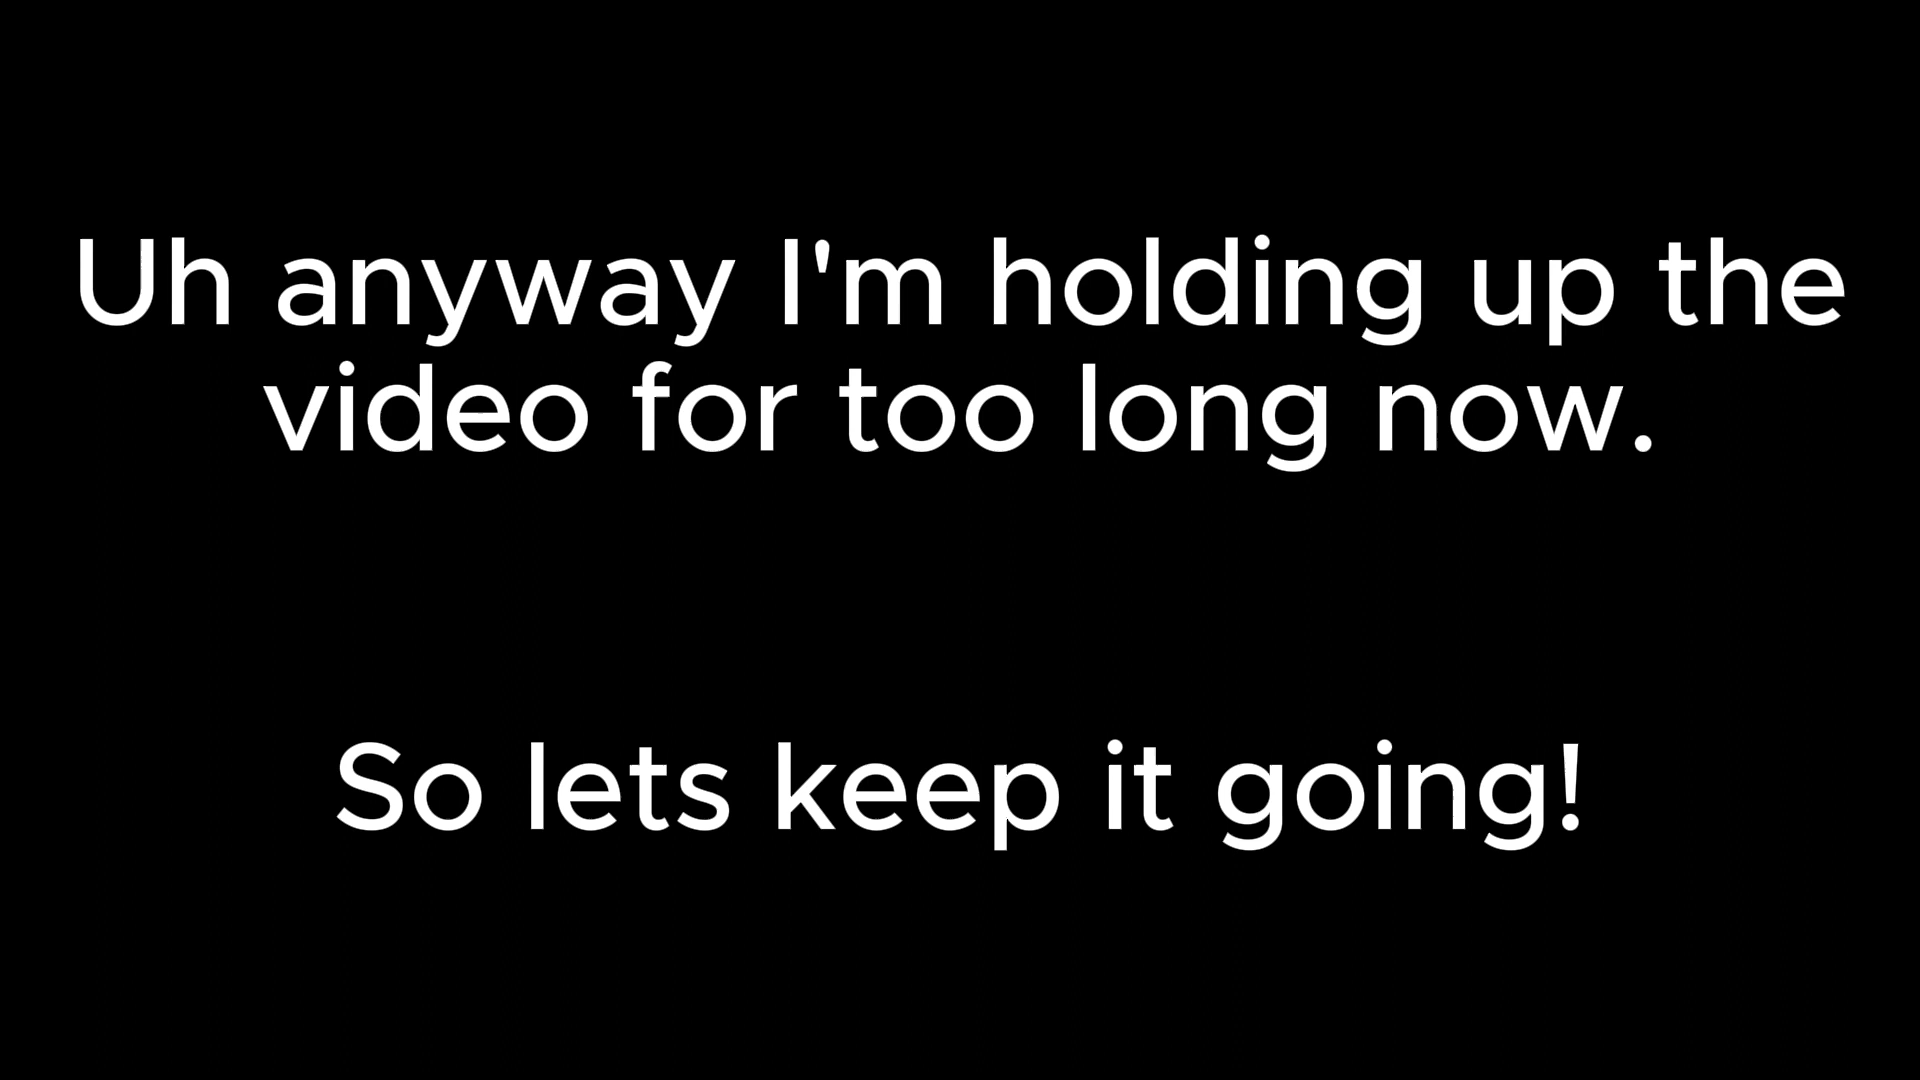 Uh anyway I'm holding up the
video for too long now.
So lets keep it going!